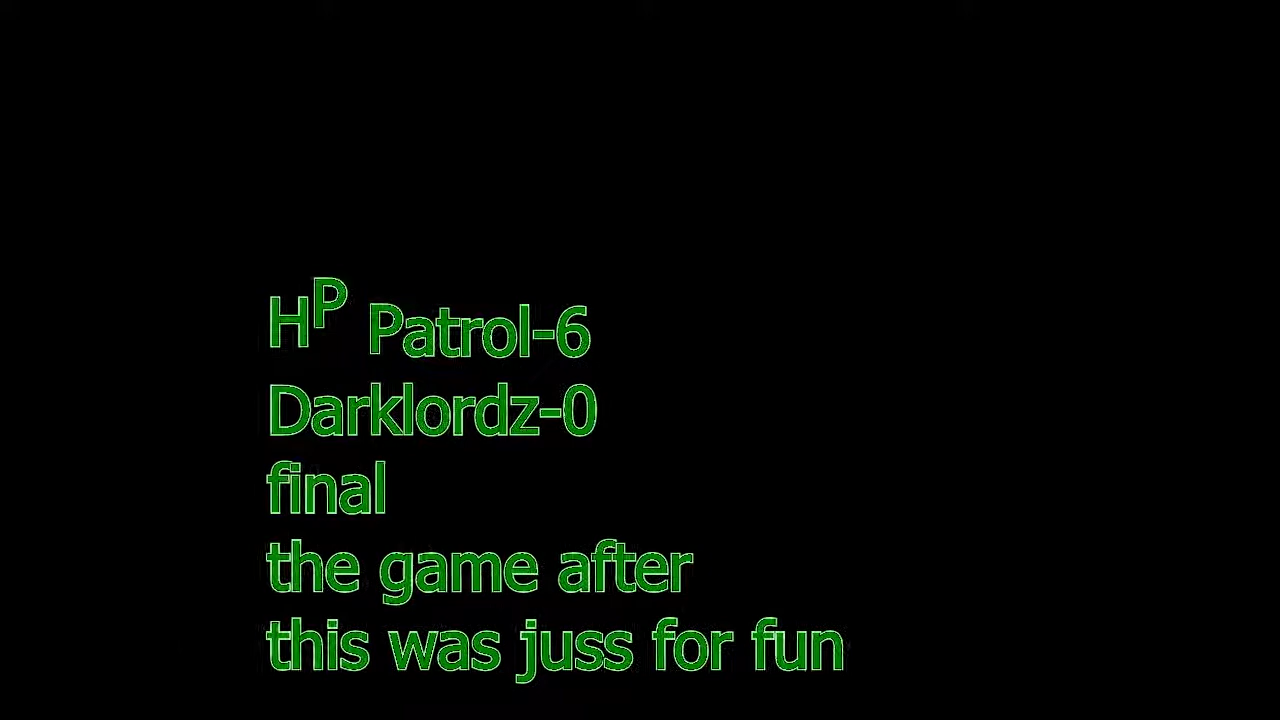 HP Patrol-6
Darklordz-0
final
the game after
this was juss for fun